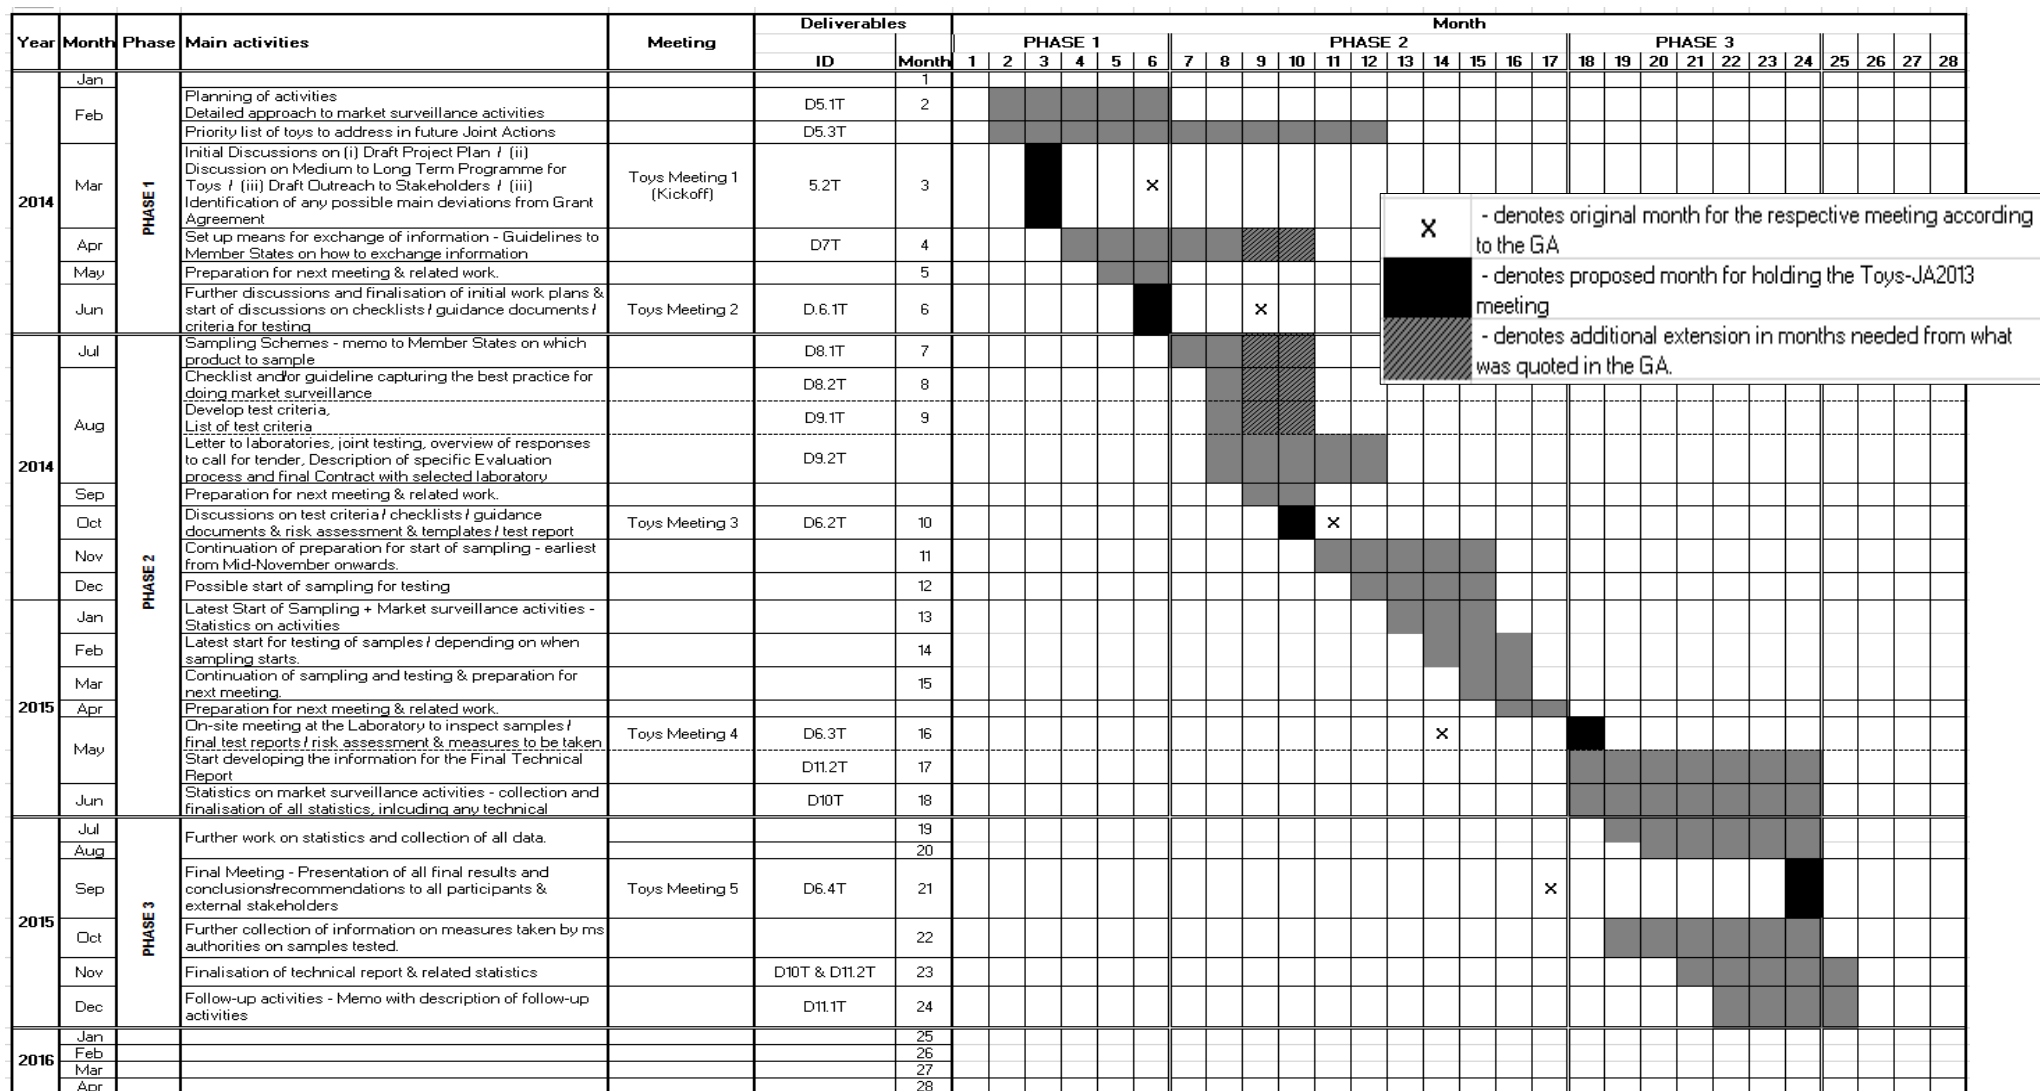 Deliverables Month
Year Month Phase Main activities Meeting PHASE 1 PHASE 2 PHASE 3
ID Month 1 2 3 4 5 6 7 8 9 10 11 12 13 14 15 16 17 18 19 20 21 22 23 24 25 26 27 28
2014
PHASE 1
Jan 1
Feb
Planning of activities
Detailed approach to market surveillance activities
D5.1T 2
Priority list of toys to address in future Joint Actions D5.3T
Mar
Initial Discussions on (i) Draft Project Plan / (ii)
Discussion on Medium to Long Term Programme for
Toys / (iii) Draft Outreach to Stakeholders / (iii)
Identification of any possible main deviations from Grant
Agreement
Toys Meeting 1
(Kickoff)
5.2T 3 x
Apr
Set up means for exchange of information - Guidelines to
Member States on how to exchange information
D7T 4
May Preparation for next meeting & related work. 5
Jun
Further discussions and finalisation of initial work plans &
start of discussions on checklists / guidance documents /
criteria for testing
Toys Meeting 2 D.6.1T 6 x
2014
PHASE 2
Jul
Sampling Schemes - memo to Member States on which
product to sample
D8.1T 7
Aug
Checklist and/or guideline capturing the best practice for
doing market surveillance
D8.2T 8
Develop test criteria,
List of test criteria
D9.1T 9
Letter to laboratories, joint testing, overview of responses
to call for tender, Description of specific Evaluation
process and final Contract with selected laboratory
D9.2T
Sep Preparation for next meeting & related work.
Oct
Discussions on test criteria / checklists / guidance
documents & risk assessment & templates / test report
Toys Meeting 3 D6.2T 10 x
Nov
Continuation of preparation for start of sampling - earliest
from Mid-November onwards.
11
Dec Possible start of sampling for testing 12
2015
Jan
Latest Start of Sampling + Market surveillance activities -
Statistics on activities
13
Feb
Latest start for testing of samples / depending on when
sampling starts.
14
Mar
Continuation of sampling and testing & preparation for
next meeting.
15
Apr Preparation for next meeting & related work.
May
On-site meeting at the Laboratory to inspect samples /
final test reports / risk assessment & measures to be taken
Toys Meeting 4 D6.3T 16 x
Start developing the information for the Final Technical
Report
D11.2T 17
Jun
Statistics on market surveillance activities - collection and
finalisation of all statistics, inlcuding any technical
D10T 18
2015
PHASE 3
Jul 19
Further work on statistics and collection of all data.
Aug 20
Sep
Final Meeting - Presentation of all final results and
conclusions/recommendations to all participants &
external stakeholders
Toys Meeting 5 D6.4T 21 x
Oct
Further collection of information on measures taken by ms
authorities on samples tested.
22
Nov Finalisation of technical report & related statistics D10T & D11.2T 23
Dec
Follow-up activities - Memo with description of follow-up
activities
D11.1T 24
2016
Jan 25
Feb 26
Mar 27
Apr 28
x - denotes original month for the respective meeting according
to the GA
- denotes proposed month for holding the Toys-JA2013
meeting
- denotes additional extension in months needed from what
was quoted in the GA.